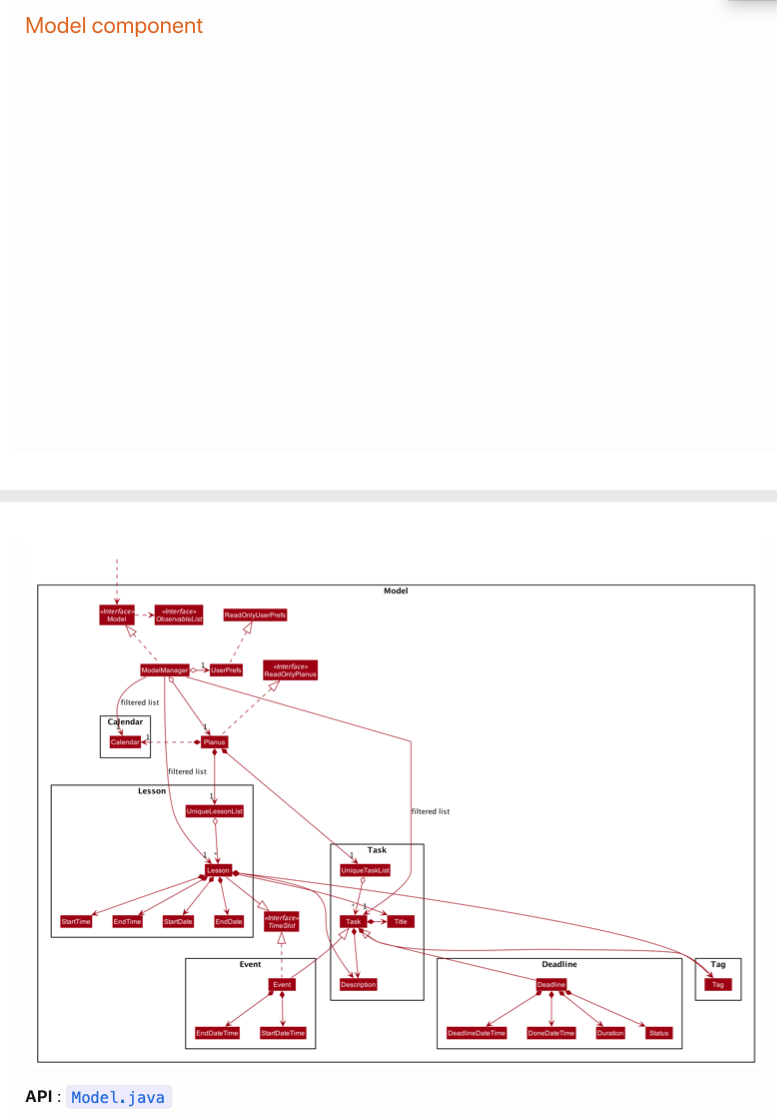 Model component
Model
«Interface»
Model
«Interface»
ObservableList
ReadOnlyUserPrefs
ModelManager
1
UserPrefs
«Interface»
ReadOnlyPlanus
filtered list
Calendar
1
Calendar
1
Planus
filtered list
Lesson
1
UniqueLessonList
filtered list
Task
1
*
1
UniqueTaskList
Lesson
*
1
StartTime
EndTime
StartDate
EndDate
«Interface»
TimeSlot
Task
Title
Event
Deadline
Tag
Event
Description
Deadline
Tag
EndDateTime
StartDateTime
DeadlineDateTime
DoneDateTime
Duration
Status
API : Model.java